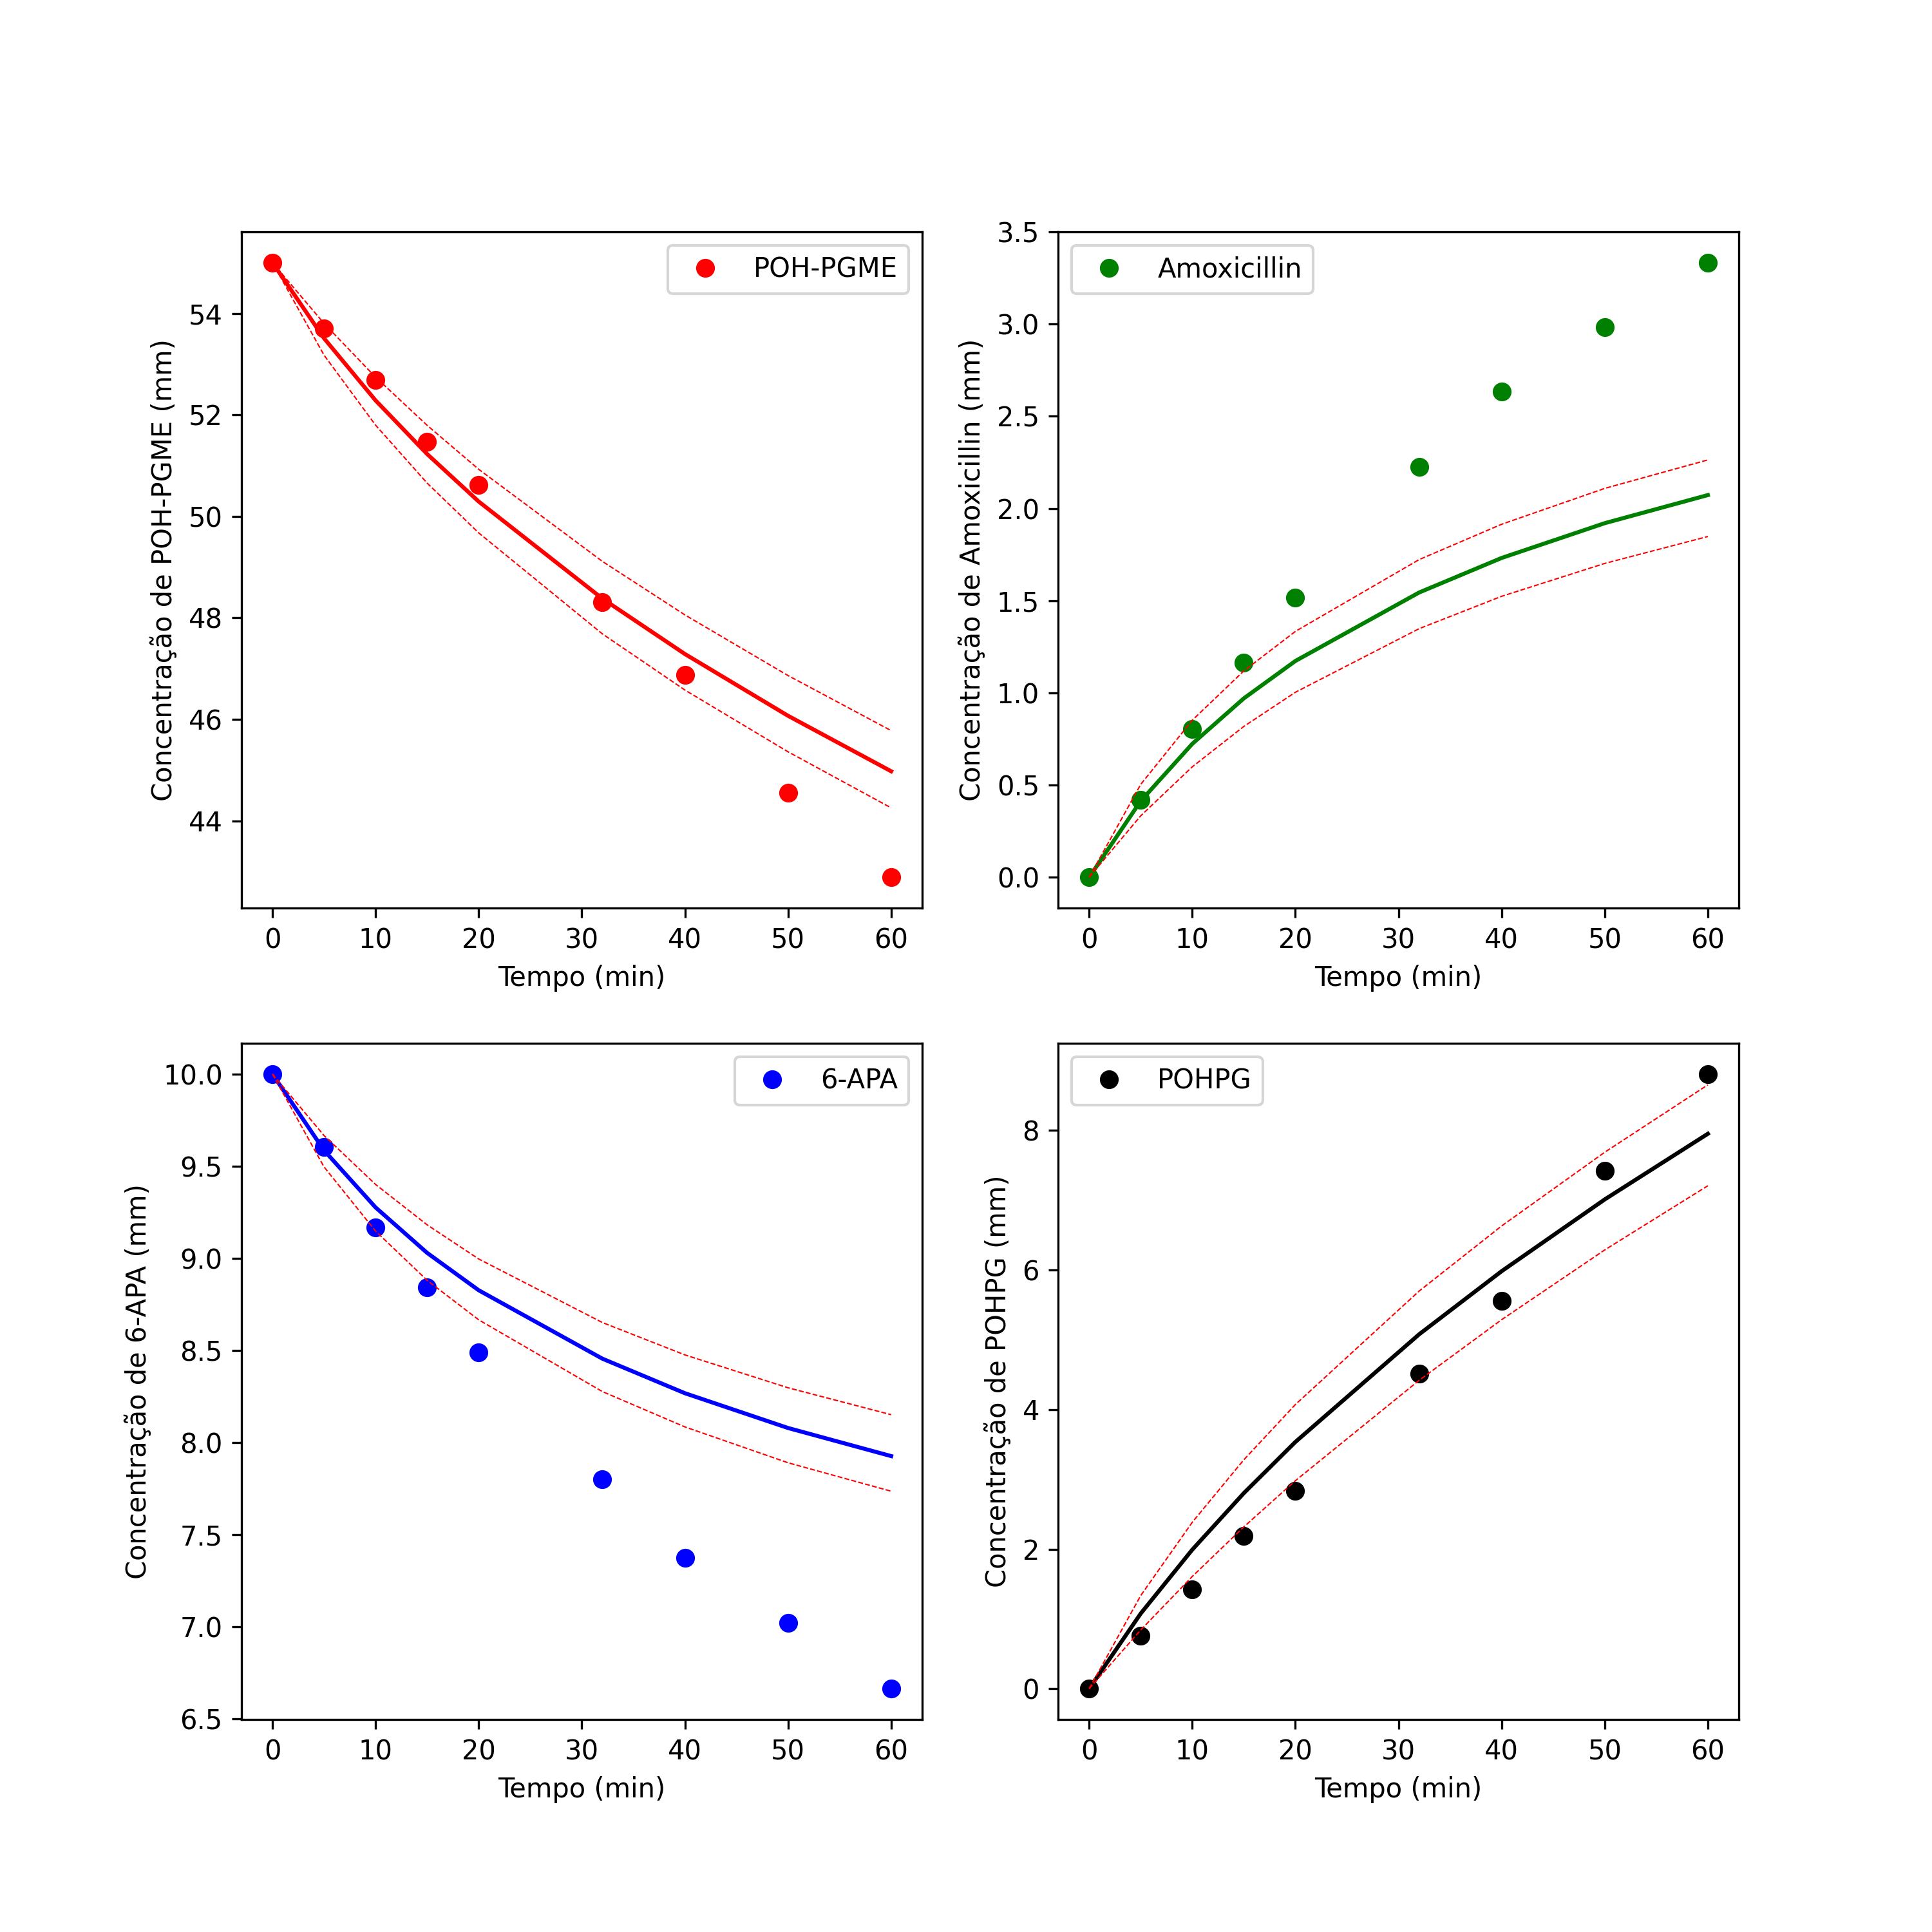 POH-PGME
Concentração de POH-PGME (mm)
54
52
50
48
46
44
0 10 20 30 40 50 60
Tempo (min)
Amoxicillin
Concentração de Amoxicillin (mm)
3.5
3.0
2.5
2.0
1.5
1.0
0.5
0.0
0 10 20 30 40 50 60
Tempo (min)
6-APA
Concentração de 6-APA (mm)
10.0
9.5
9.0
8.5
8.0
7.5
7.0
6.5
0 10 20 30 40 50 60
Tempo (min)
POHPG
Concentração de POHPG (mm)
8
6
4
2
0
0 10 20 30 40 50 60
Tempo (min)